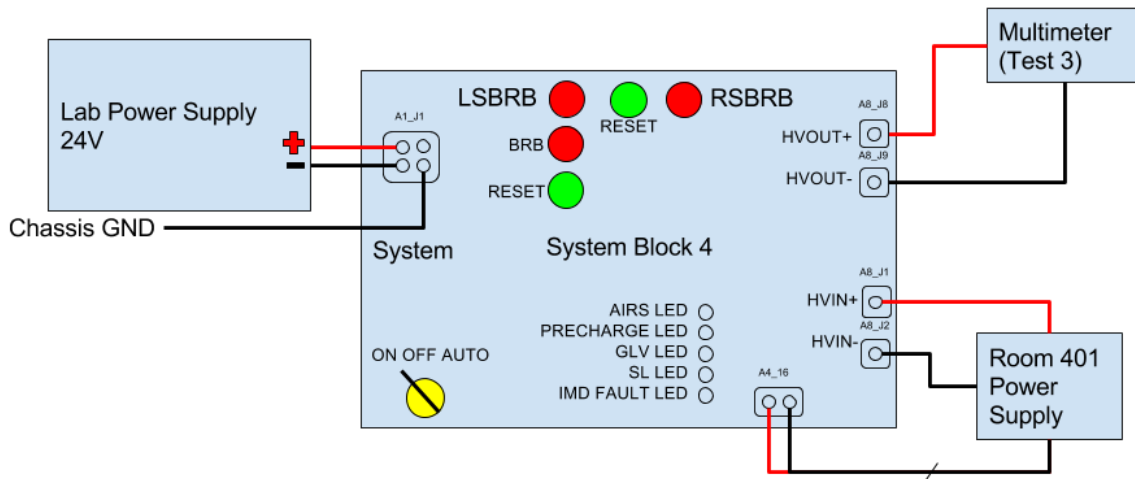 Lab Power Supply
24V
Chassis GND
A1_J1
System
LSBRB
RESET
RSBRB
BRB
RESET
System Block 4
A8_J8
HVOUT+
A8_J9
HVOUT-
Multimeter
(Test 3)
A8_J1
HVIN+
A8_J2
HVIN-
AIRS LED
PRECHARGE LED
GLV LED
SL LED
IMD FAULT LED
ON OFF AUTO
A4_16
Room 401
Power
Supply